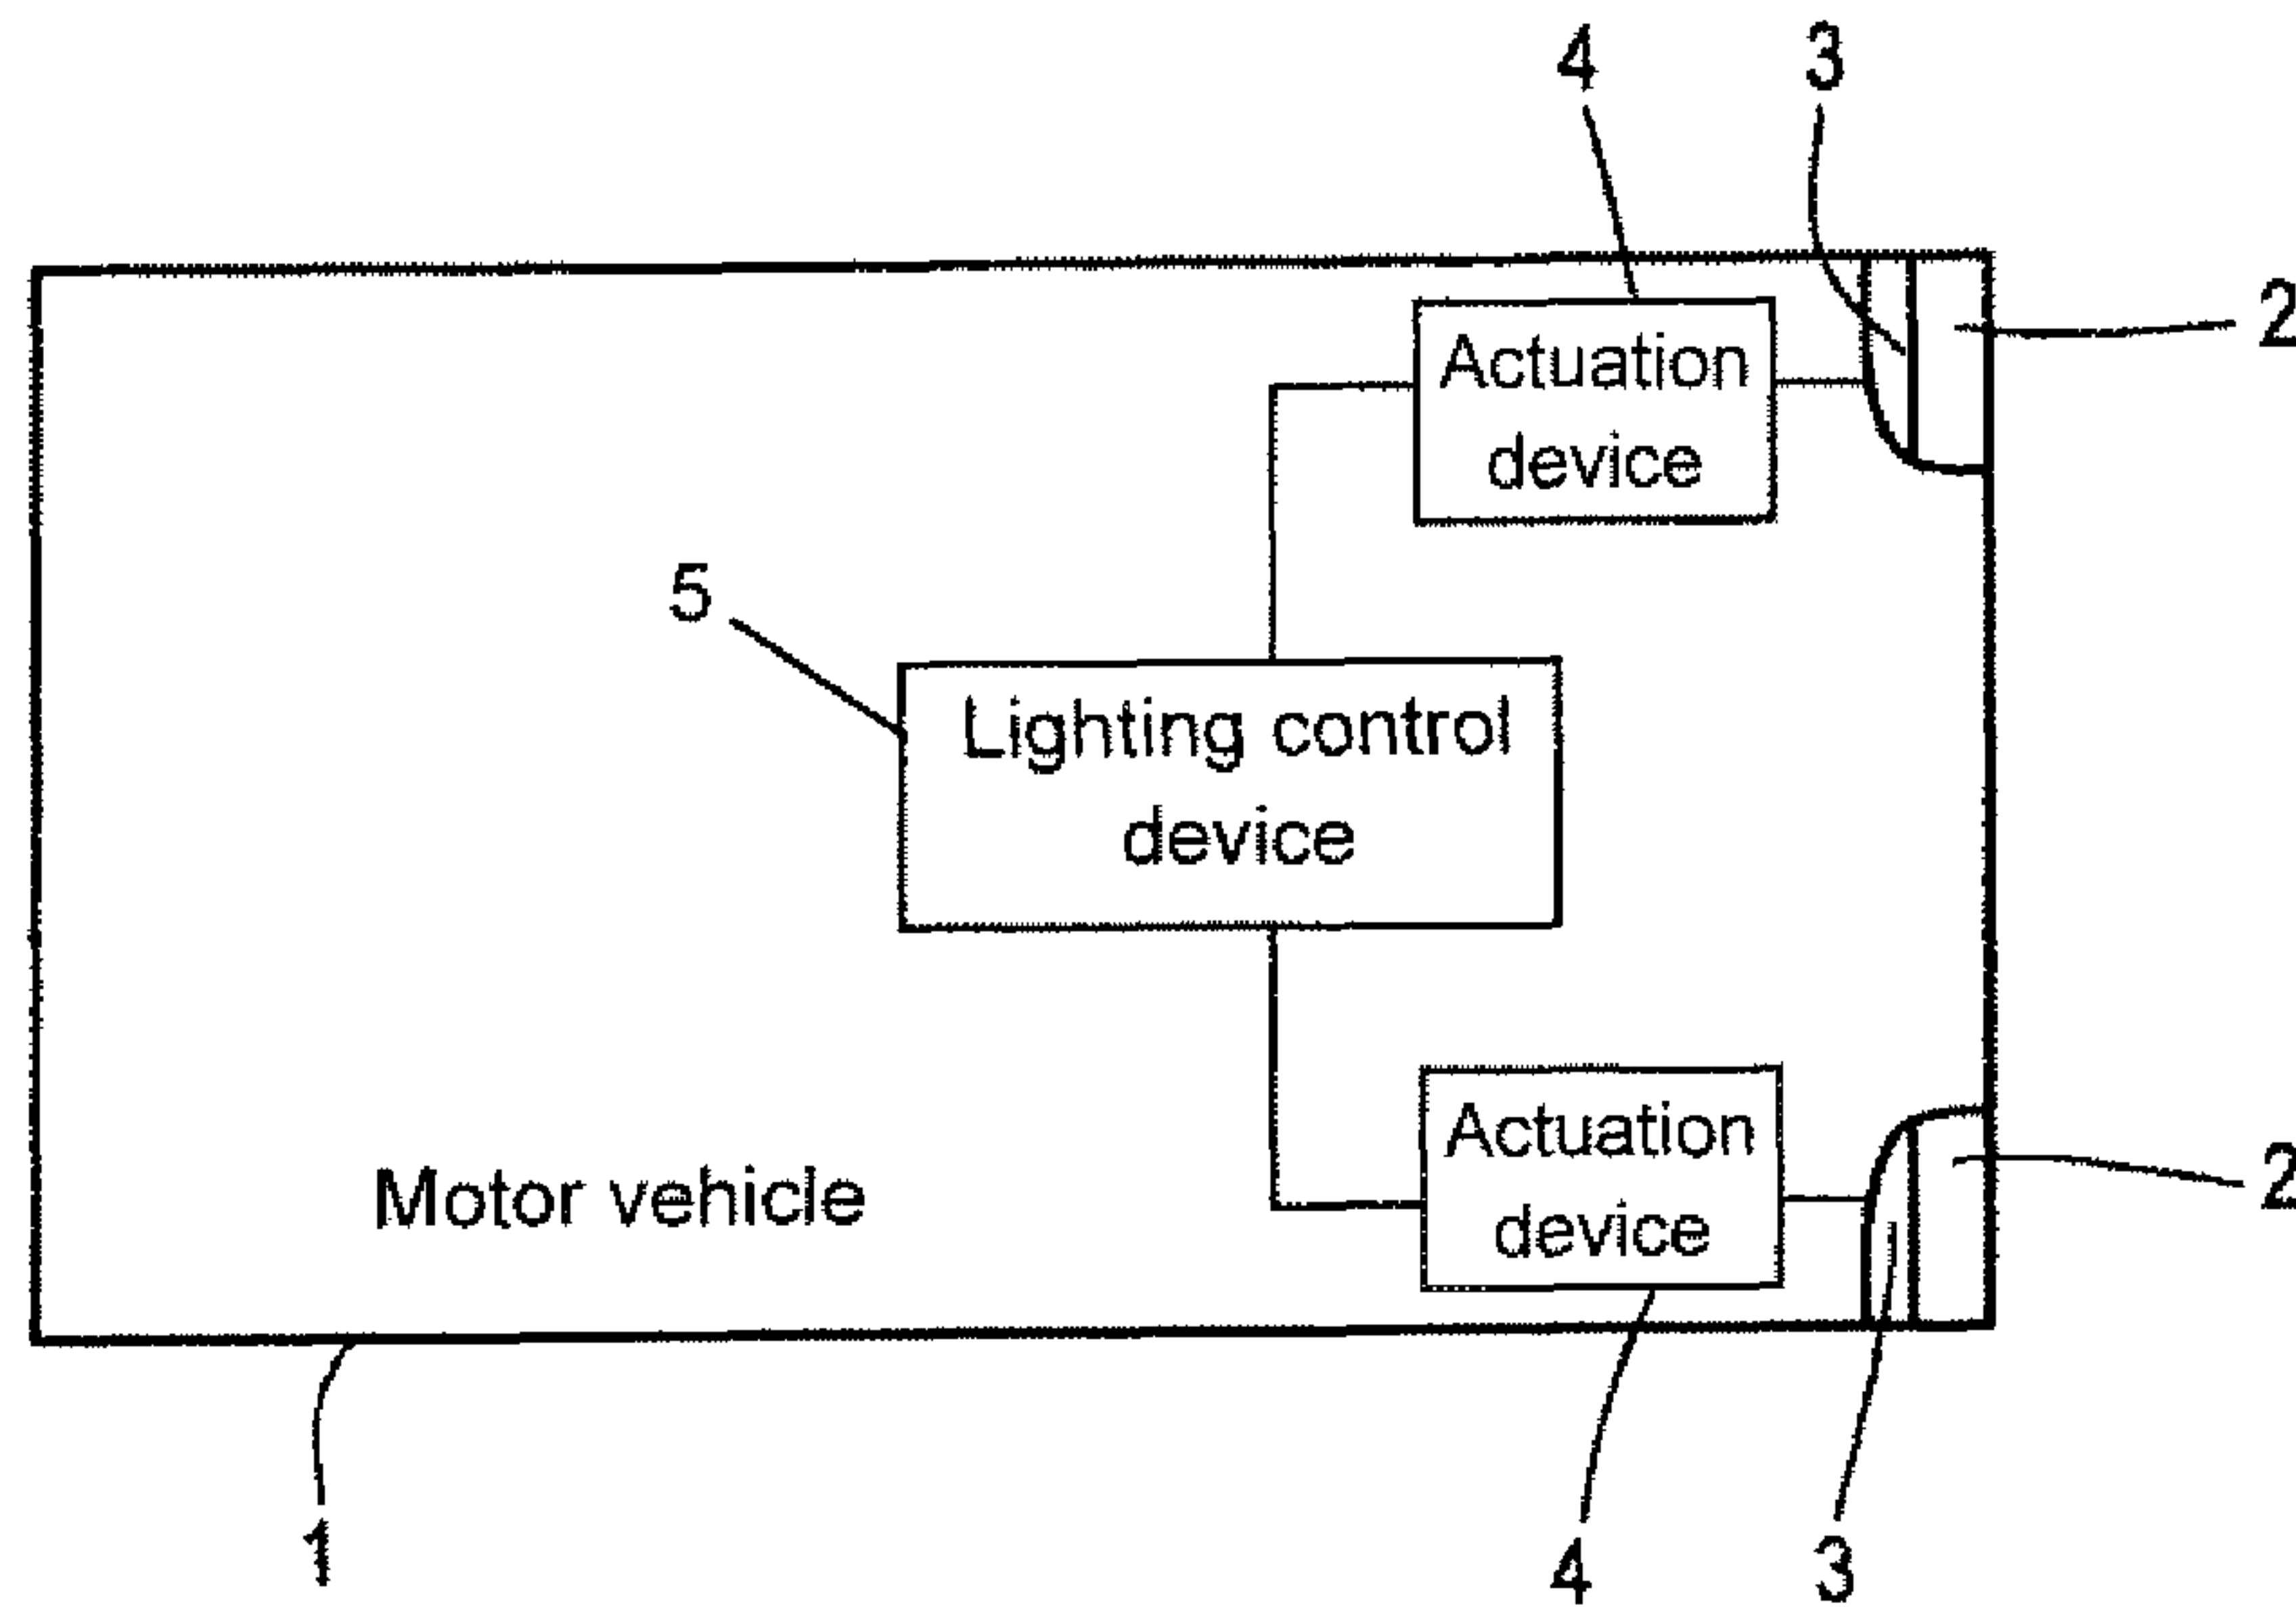 4 3
2
Actuation
device
5
Lighting control
device
Actuation
device
2
Motor vehicle
1
4 3